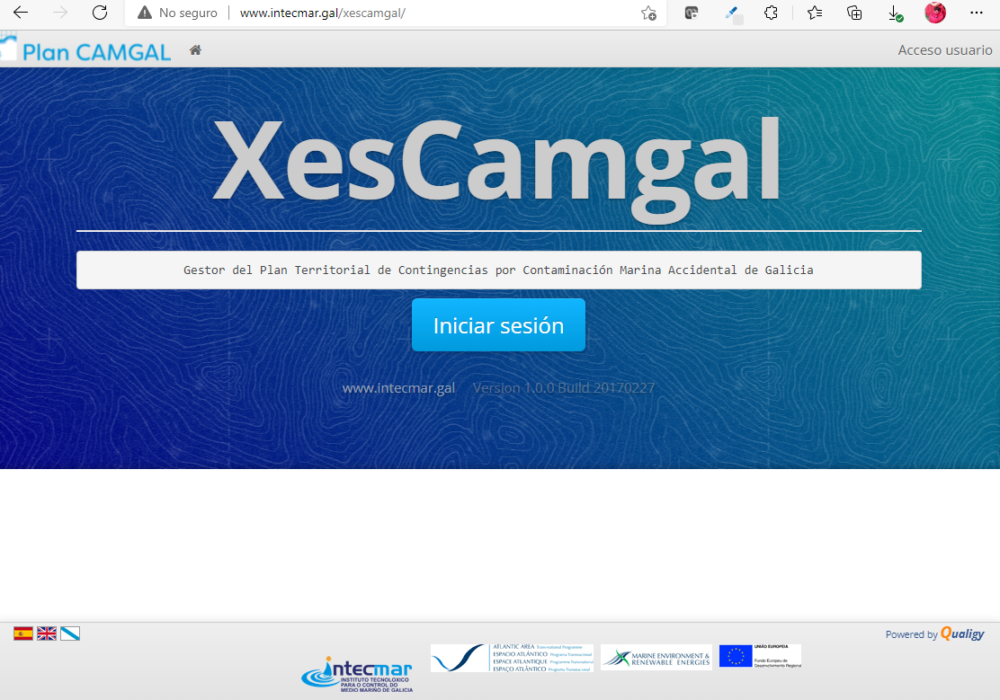 No seguro
www.intecmar.gal/xescamgal/
Plan CAMGAL
Acceso usuario
XesCamgal
Gestor del Plan Territorial de Contingencias por Contaminación Marina Accidental de Galicia
Iniciar sesión
www.intecmar.gal Version 1.0.0 Build 20170227
Powered by Qualigy
intecmar
INSTITUTO TECNOLOXICO
PARA O CONTROL DO
MEDIO MARIÑO DE GALICIA
ATLANTIC AREA Transnational Programme
ESPACIO ATLÁNTICO Programa Transnacional
ESPACE ATLANTIQUE Programme Transnational
ESPAÇO ATLÂNTICO Programa Transnacional
MARINE ENVIRONMENT &
RENEWABLE ENERGIES
UNIÓN EUROPEIA
Fondo Europeo de
Desenvolvemento Rexional